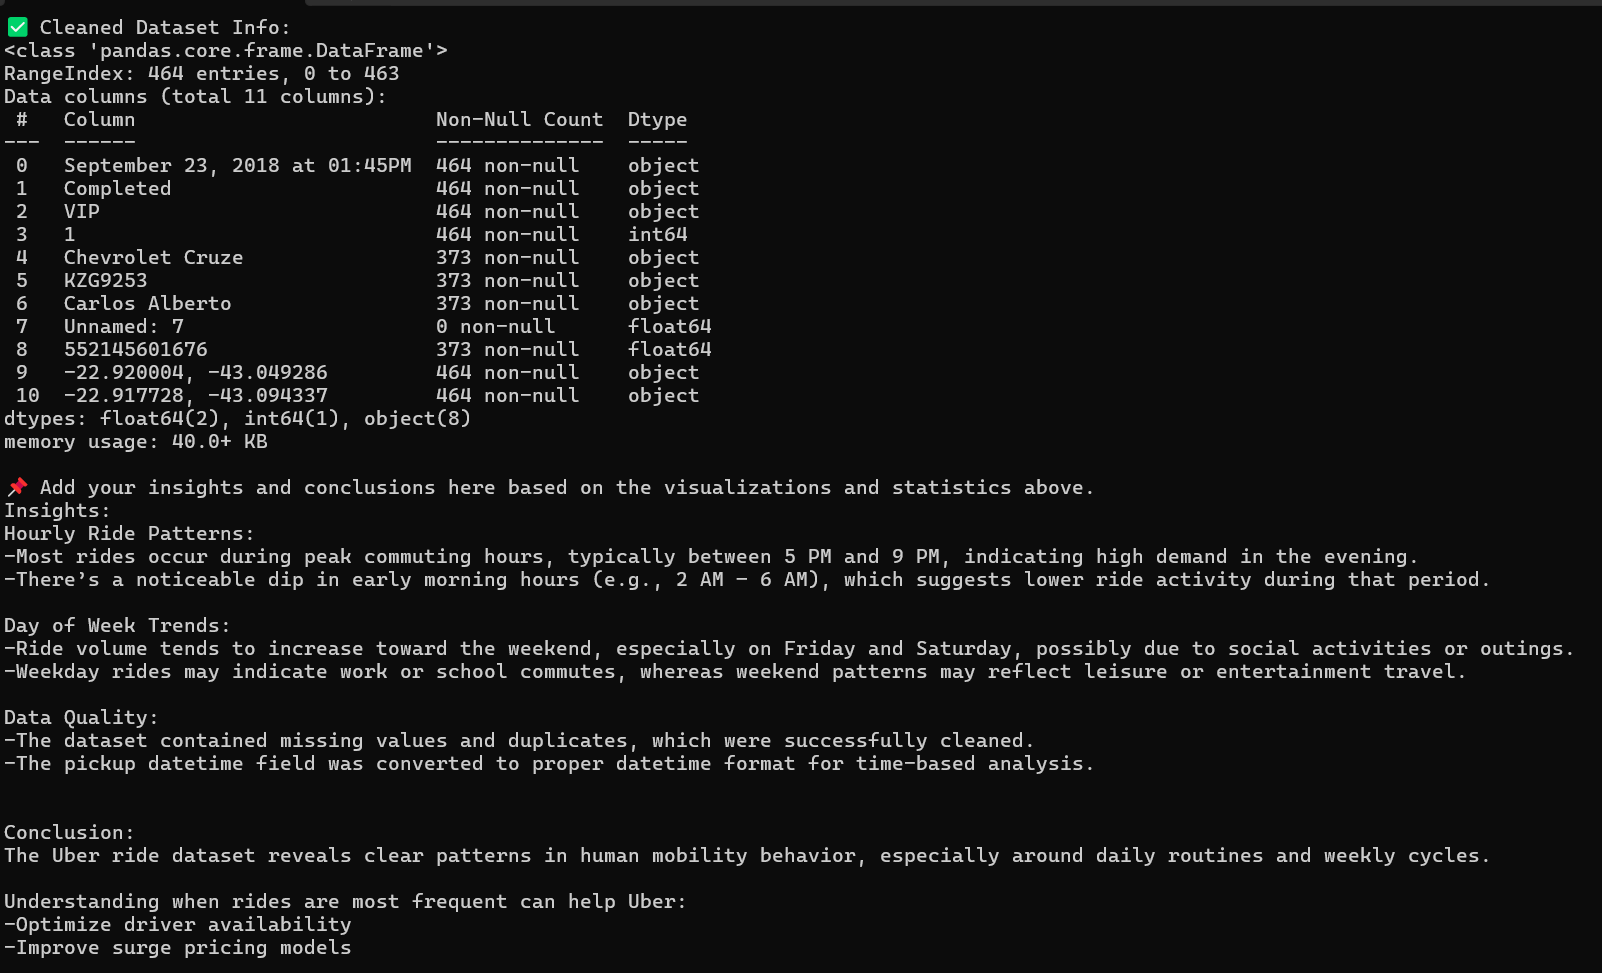 ✅ Cleaned Dataset Info:
<class 'pandas.core.frame.DataFrame'>
RangeIndex: 464 entries, 0 to 463
Data columns (total 11 columns):
 #   Column                         Non-Null Count  Dtype
---  ------                         --------------  -----
 0   September 23, 2018 at 01:45PM  464 non-null    object
 1   Completed                      464 non-null    object
 2   VIP                            464 non-null    object
 3   1                              464 non-null    int64
 4   Chevrolet Cruze                373 non-null    object
 5   KZG9253                        373 non-null    object
 6   Carlos Alberto                 373 non-null    object
 7   Unnamed: 7                     0 non-null      float64
 8   552145601676                   373 non-null    float64
 9   -22.920004, -43.049286         464 non-null    object
 10  -22.917728, -43.094337         464 non-null    object
dtypes: float64(2), int64(1), object(8)
memory usage: 40.0+ KB

📌 Add your insights and conclusions here based on the visualizations and statistics above.
Insights:
Hourly Ride Patterns:
-Most rides occur during peak commuting hours, typically between 5 PM and 9 PM, indicating high demand in the evening.
-There’s a noticeable dip in early morning hours (e.g., 2 AM – 6 AM), which suggests lower ride activity during that period.

Day of Week Trends:
-Ride volume tends to increase toward the weekend, especially on Friday and Saturday, possibly due to social activities or outings.
-Weekday rides may indicate work or school commutes, whereas weekend patterns may reflect leisure or entertainment travel.

Data Quality:
-The dataset contained missing values and duplicates, which were successfully cleaned.
-The pickup datetime field was converted to proper datetime format for time-based analysis.


Conclusion:
The Uber ride dataset reveals clear patterns in human mobility behavior, especially around daily routines and weekly cycles.

Understanding when rides are most frequent can help Uber:
-Optimize driver availability
-Improve surge pricing models